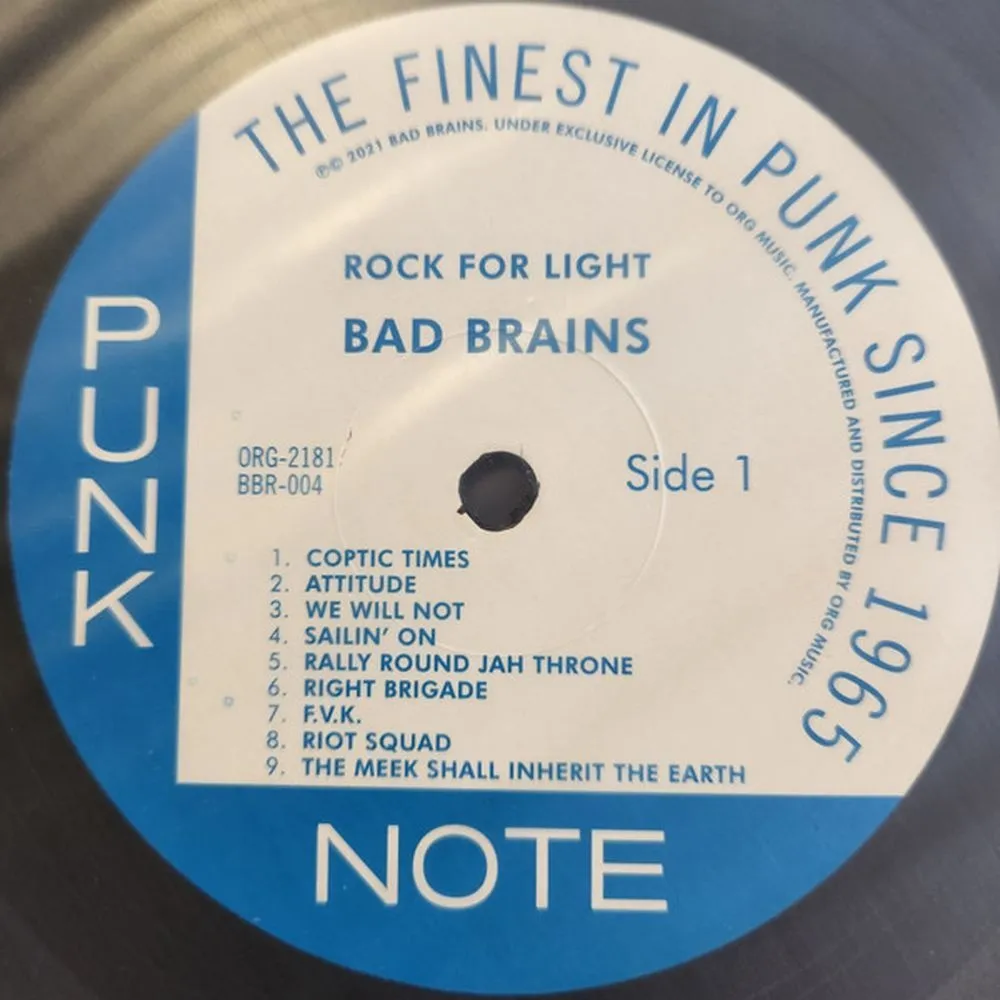 THE FINEST IN PUNK SINCE 1965
℗© 2021 BAD BRAINS. UNDER EXCLUSIVE LICENSE TO ORG MUSIC. MANUFACTURED AND DISTRIBUTED BY ORG MUSIC.
ROCK FOR LIGHT
BAD BRAINS
ORG-2181
BBR-004
Side 1
1. COPTIC TIMES
2. ATTITUDE
3. WE WILL NOT
4. SAILIN’ ON
5. RALLY ROUND JAH THRONE
6. RIGHT BRIGADE
7. F.V.K.
8. RIOT SQUAD
9. THE MEEK SHALL INHERIT THE EARTH
PUNK
NOTE